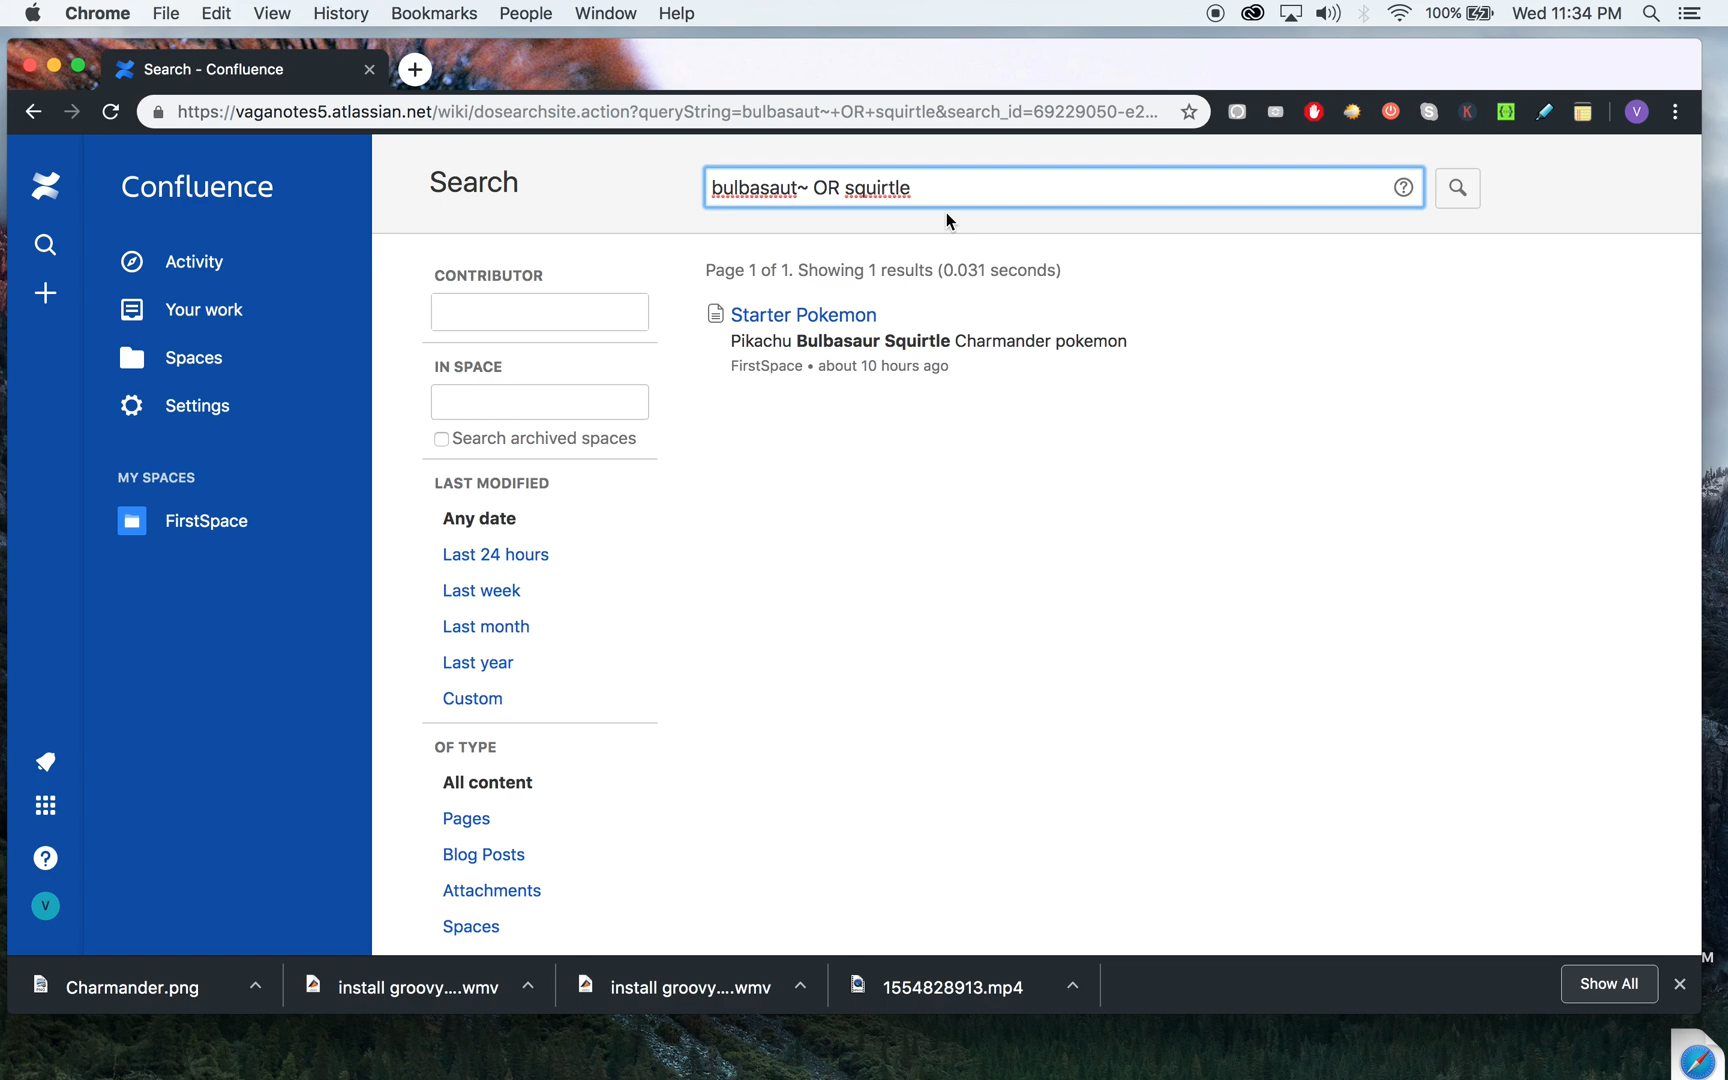 Chrome File Edit View History Bookmarks People Window Help 100% Wed 11:34 PM
Search - Confluence
https://vaganotes5.atlassian.net/wiki/dosearchsite.action?queryString=bulbasaut~+OR+squirtle&search_id=69229050-e2... K V
Confluence
Activity
Your work
Spaces
Settings
MY SPACES
FirstSpace
V
Search
bulbasaut~ OR squirtle
CONTRIBUTOR
IN SPACE
Search archived spaces
LAST MODIFIED
Any date
Last 24 hours
Last week
Last month
Last year
Custom
OF TYPE
All content
Pages
Blog Posts
Attachments
Spaces
Page 1 of 1. Showing 1 results (0.031 seconds)
Starter Pokemon
Pikachu Bulbasaur Squirtle Charmander pokemon
FirstSpace • about 10 hours ago
Charmander.png install groovy....wmv install groovy....wmv 1554828913.mp4 Show All
M